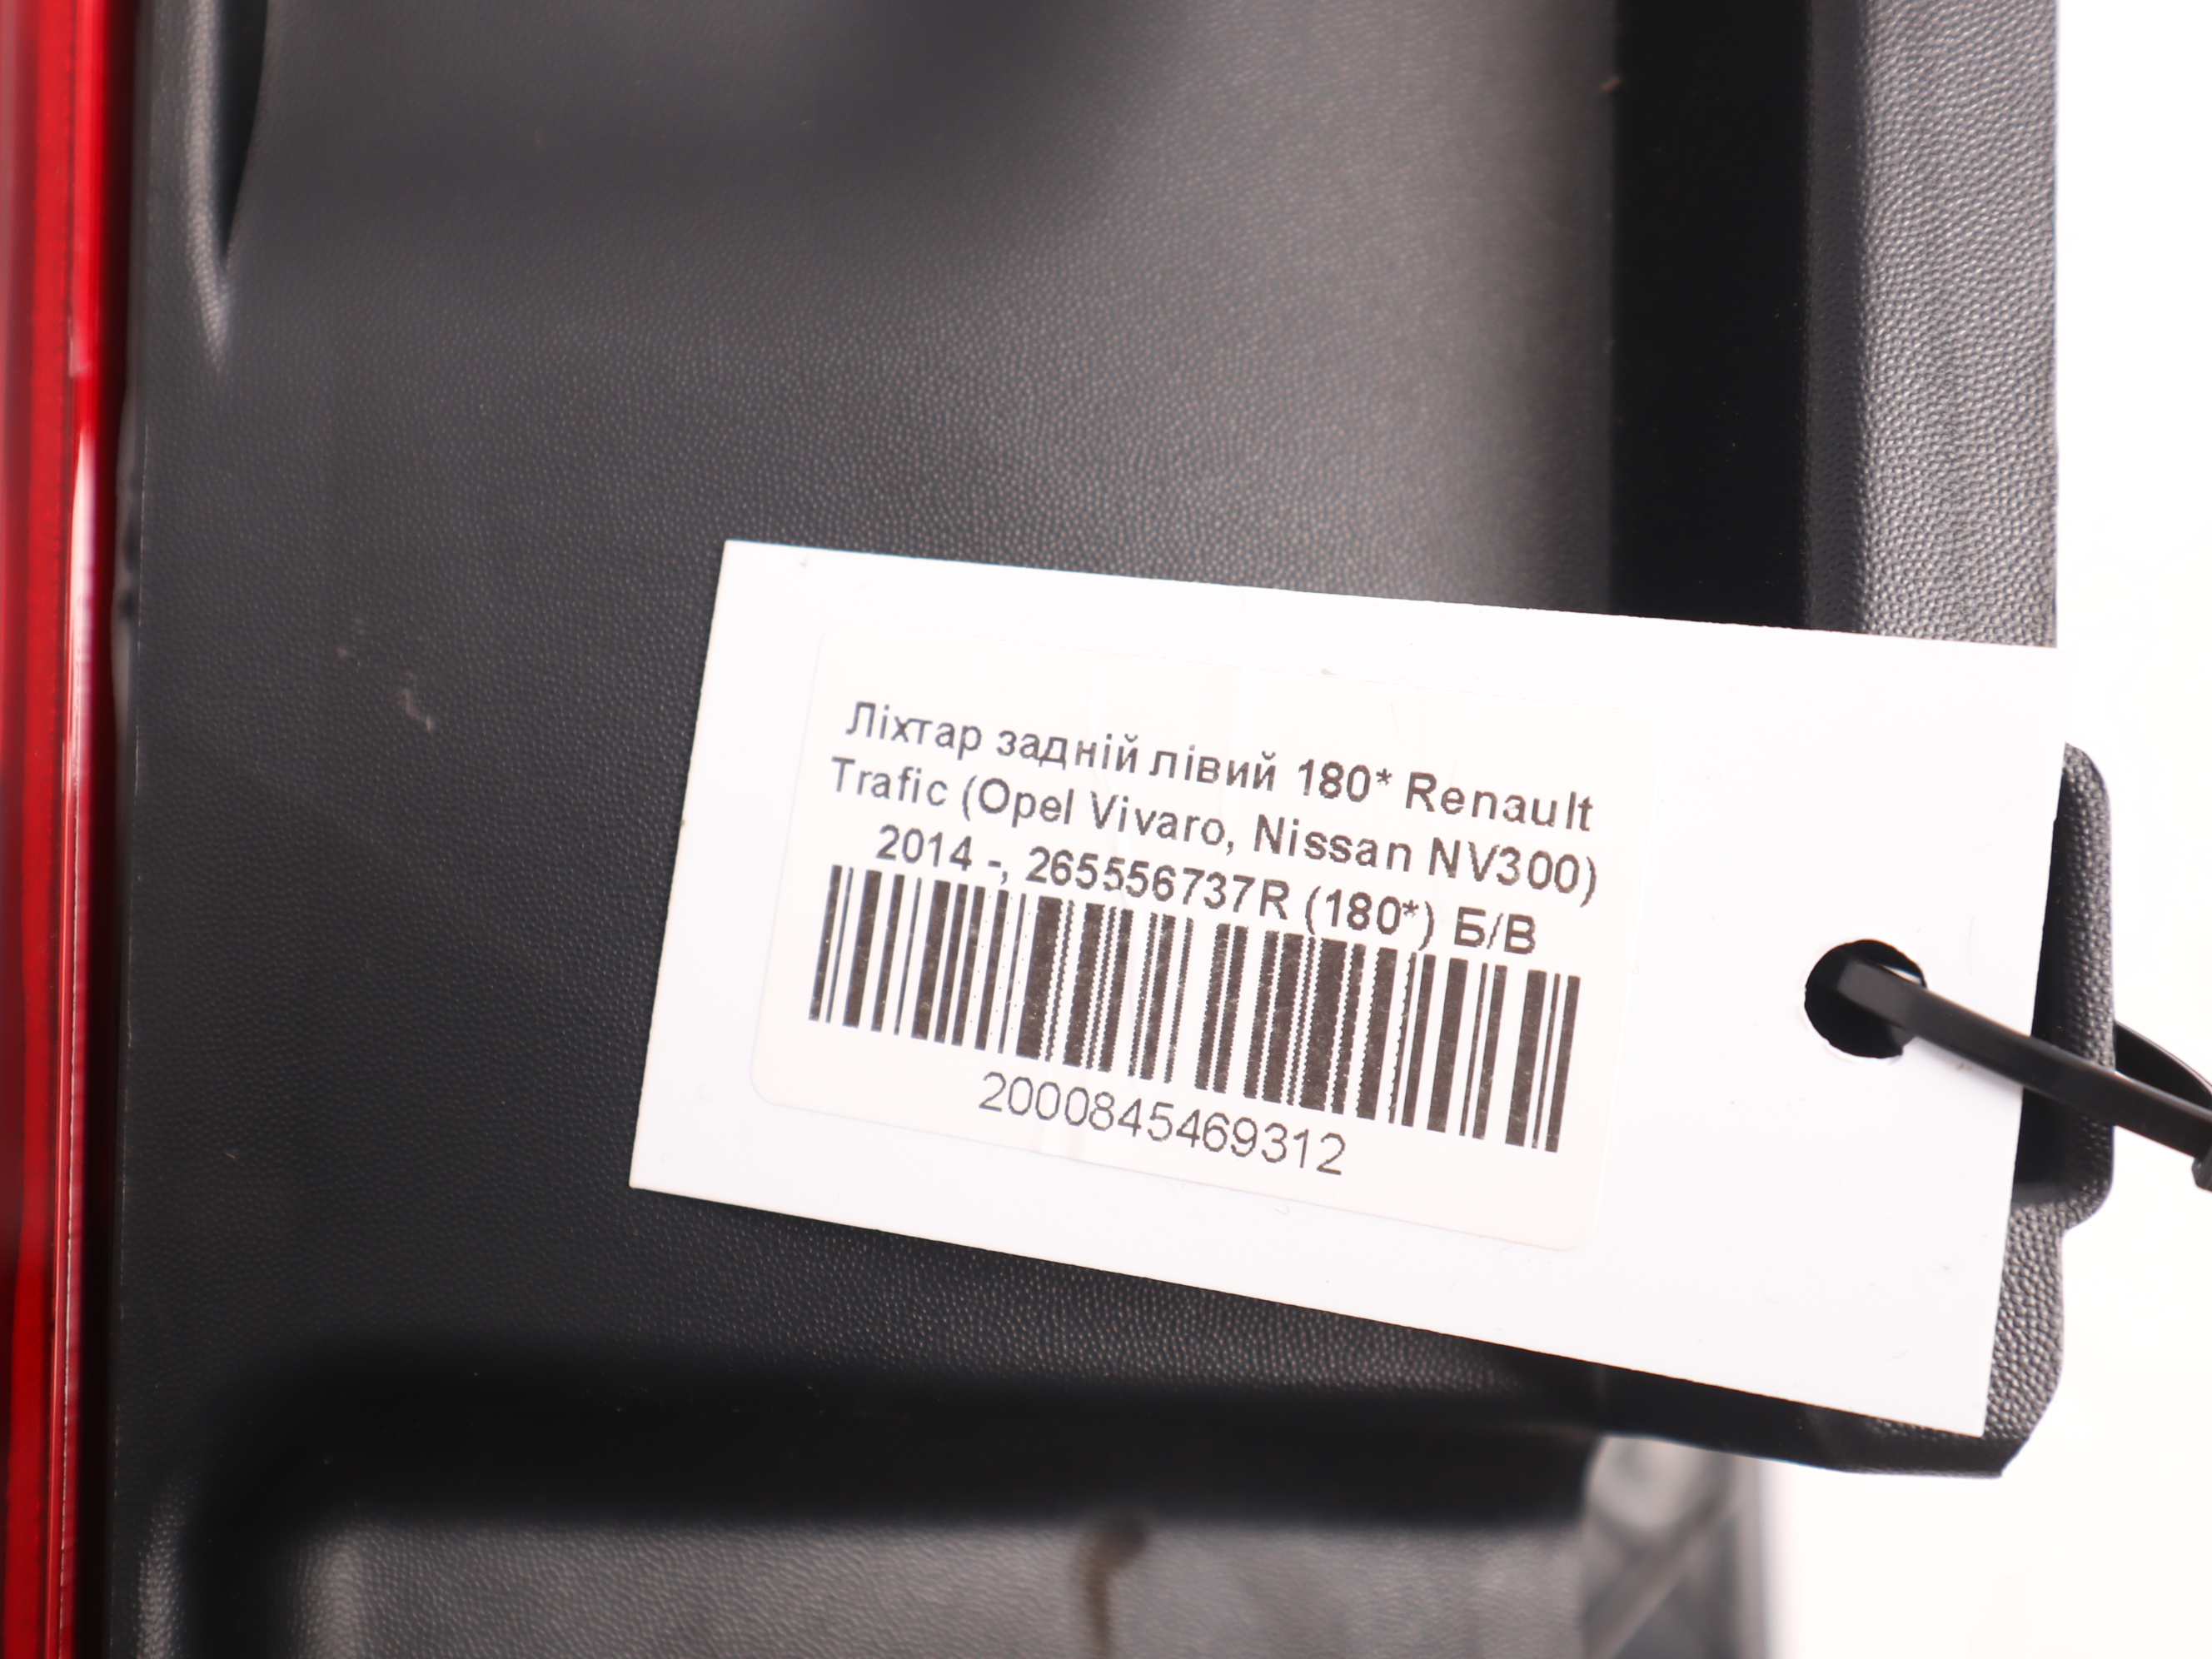 Ліхтар задній лівий 180* Renault
Trafic (Opel Vivaro, Nissan NV300)
2014 -, 265556737R (180*) Б/В
2000845469312